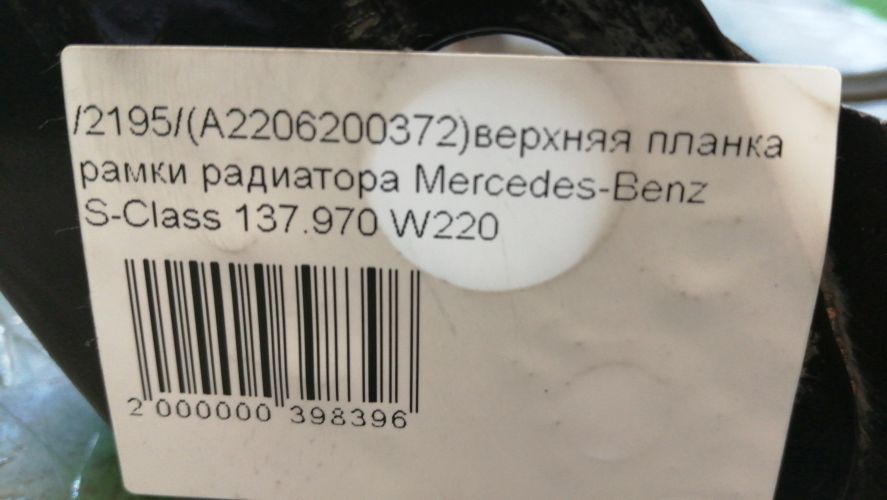 /2195/(A2206200372)верхняя планка
рамки радиатора Mercedes-Benz
S-Class 137.970 W220
2 000000 398396